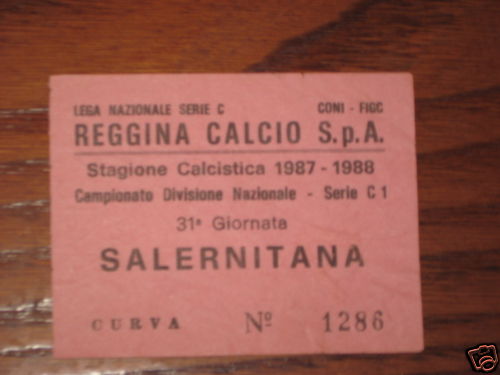 LEGA NAZIONALE SERIE C CONI - FIGC
REGGINA CALCIO S.p.A.
Stagione Calcistica 1987-1988
Campionato Divisione Nazionale - Serie C 1
31ª Giornata
SALERNITANA
CURVA Nº 1286